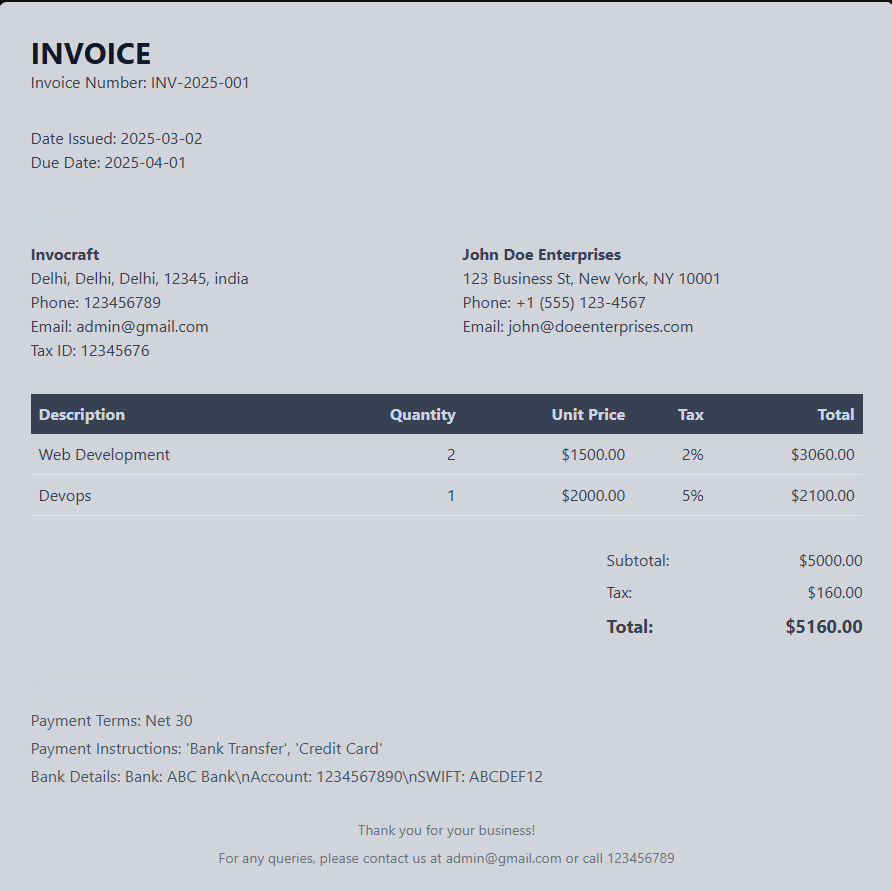 INVOICE
Invoice Number: INV-2025-001
Date Issued: 2025-03-02
Due Date: 2025-04-01
Invocraft
Delhi, Delhi, Delhi, 12345, india
Phone: 123456789
Email: admin@gmail.com
Tax ID: 12345676
John Doe Enterprises
123 Business St, New York, NY 10001
Phone: +1 (555) 123-4567
Email: john@doeenterprises.com
Description Quantity Unit Price Tax Total
Web Development 2 $1500.00 2% $3060.00
Devops 1 $2000.00 5% $2100.00
Subtotal: $5000.00
Tax: $160.00
Total: $5160.00
Payment Terms: Net 30
Payment Instructions: 'Bank Transfer', 'Credit Card'
Bank Details: Bank: ABC Bank\nAccount: 1234567890\nSWIFT: ABCDEF12
Thank you for your business!
For any queries, please contact us at admin@gmail.com or call 123456789